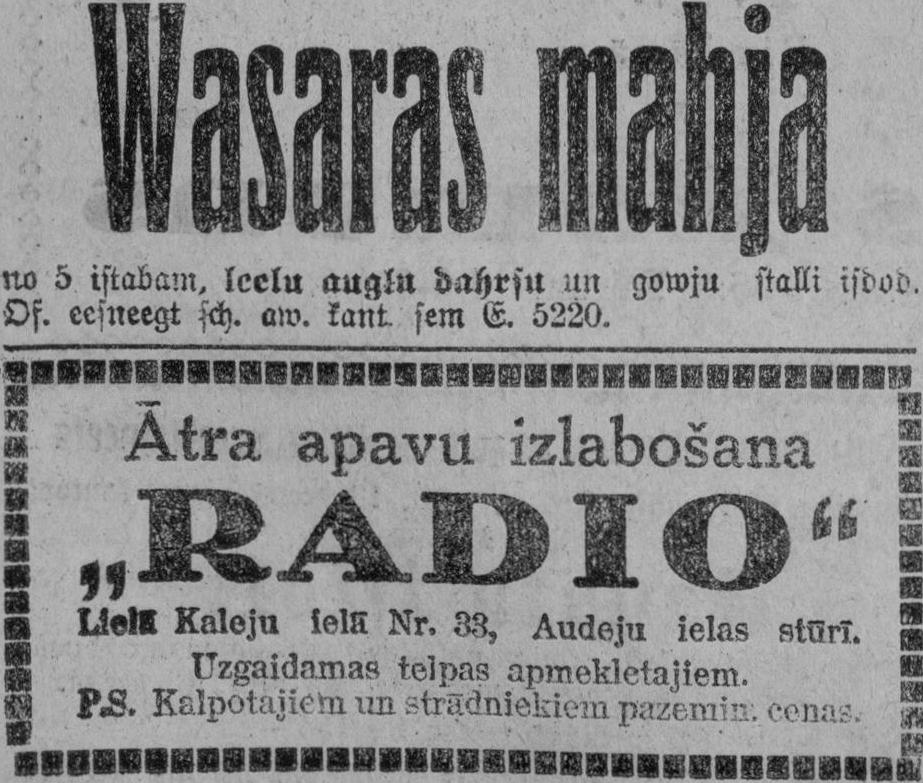 Wasaras mahja
no 5 iſtabam, leelu augļu dahrſu un gowju ſtalli iſdod.
Of. eeſneegt ſch. aw. kant. ſem E. 5220.
Ātra apavu izlabošana
„RADIO“
Lielā Kaleju ielā Nr. 33, Audeju ielas stūrī.
Uzgaidamas telpas apmekletajiem.
P.S. Kalpotajiem un strādniekiem pazemin. cenas.